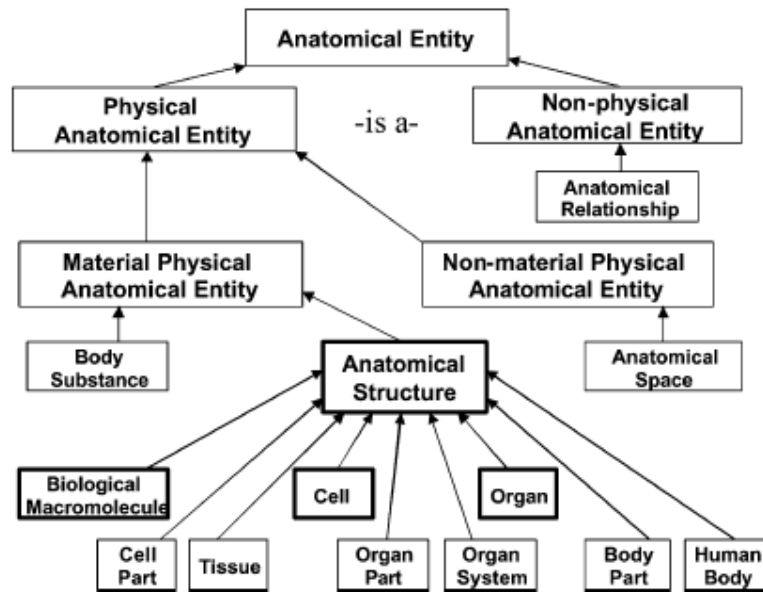 Anatomical Entity
Physical
Anatomical Entity
-is a-
Non-physical
Anatomical Entity
Anatomical
Relationship
Material Physical
Anatomical Entity
Non-material Physical
Anatomical Entity
Body
Substance
Anatomical
Structure
Anatomical
Space
Biological
Macromolecule
Cell
Organ
Cell
Part
Tissue
Organ
Part
Organ
System
Body
Part
Human
Body